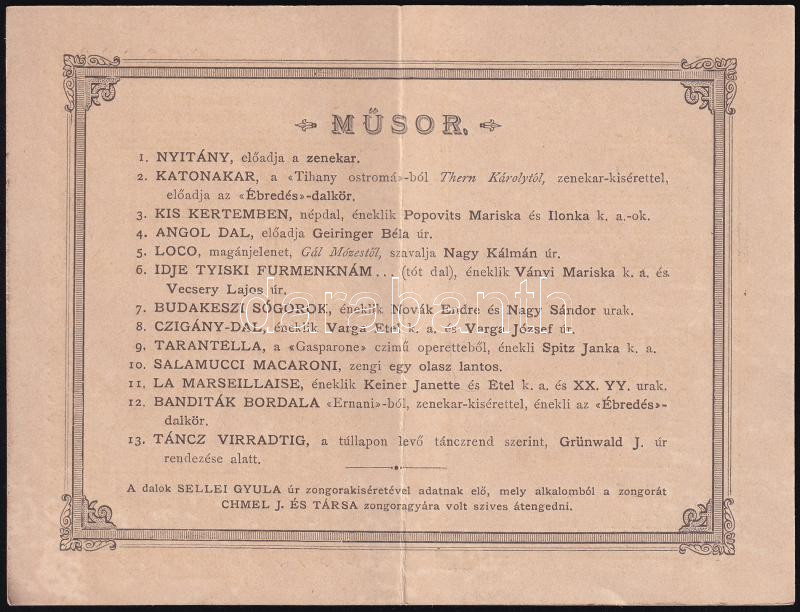 MŰSOR.
1. NYITÁNY, előadja a zenekar.
2. KATONAKAR, a «Tihany ostromá»-ból Thern Károlytól, zenekar-kisérettel,
előadja az «Ébredés»-dalkör.
3. KIS KERTEMBEN, népdal, éneklik Popovits Mariska és Ilonka k. a.-ok.
4. ANGOL DAL, előadja Geiringer Béla úr.
5. LOCO, magánjelenet, Gál Mózestől, szavalja Nagy Kálmán úr.
6. IDJE TYISKI FURMENKNÁM... (tót dal), éneklik Ványi Mariska k. a. és
Vecsery Lajos úr.
7. BUDAKESZI SÓGOROK, éneklik Novák Endre és Nagy Sándor urak.
8. CZIGÁNY-DAL, éneklik Varga Etel k. a. és Varga József úr.
9. TARANTELLA, a «Gasparone» czimű operetteből, énekli Spitz Janka k. a.
10. SALAMUCCI MACARONI, zengi egy olasz lantos.
11. LA MARSEILLAISE, éneklik Keiner Janette és Etel k. a. és XX. YY. urak.
12. BANDITÁK BORDALA «Ernani»-ból, zenekar-kisérettel, énekli az «Ébredés»-
dalkör.
13. TÁNCZ VIRRADTIG, a túllapon levő tánczrend szerint, Grünwald J. úr
rendezése alatt.
A dalok SELLEI GYULA úr zongorakiséretével adatnak elő, mely alkalomból a zongorát
CHMEL J. ÉS TÁRSA zongoragyára volt szives átengedni.
darabanth